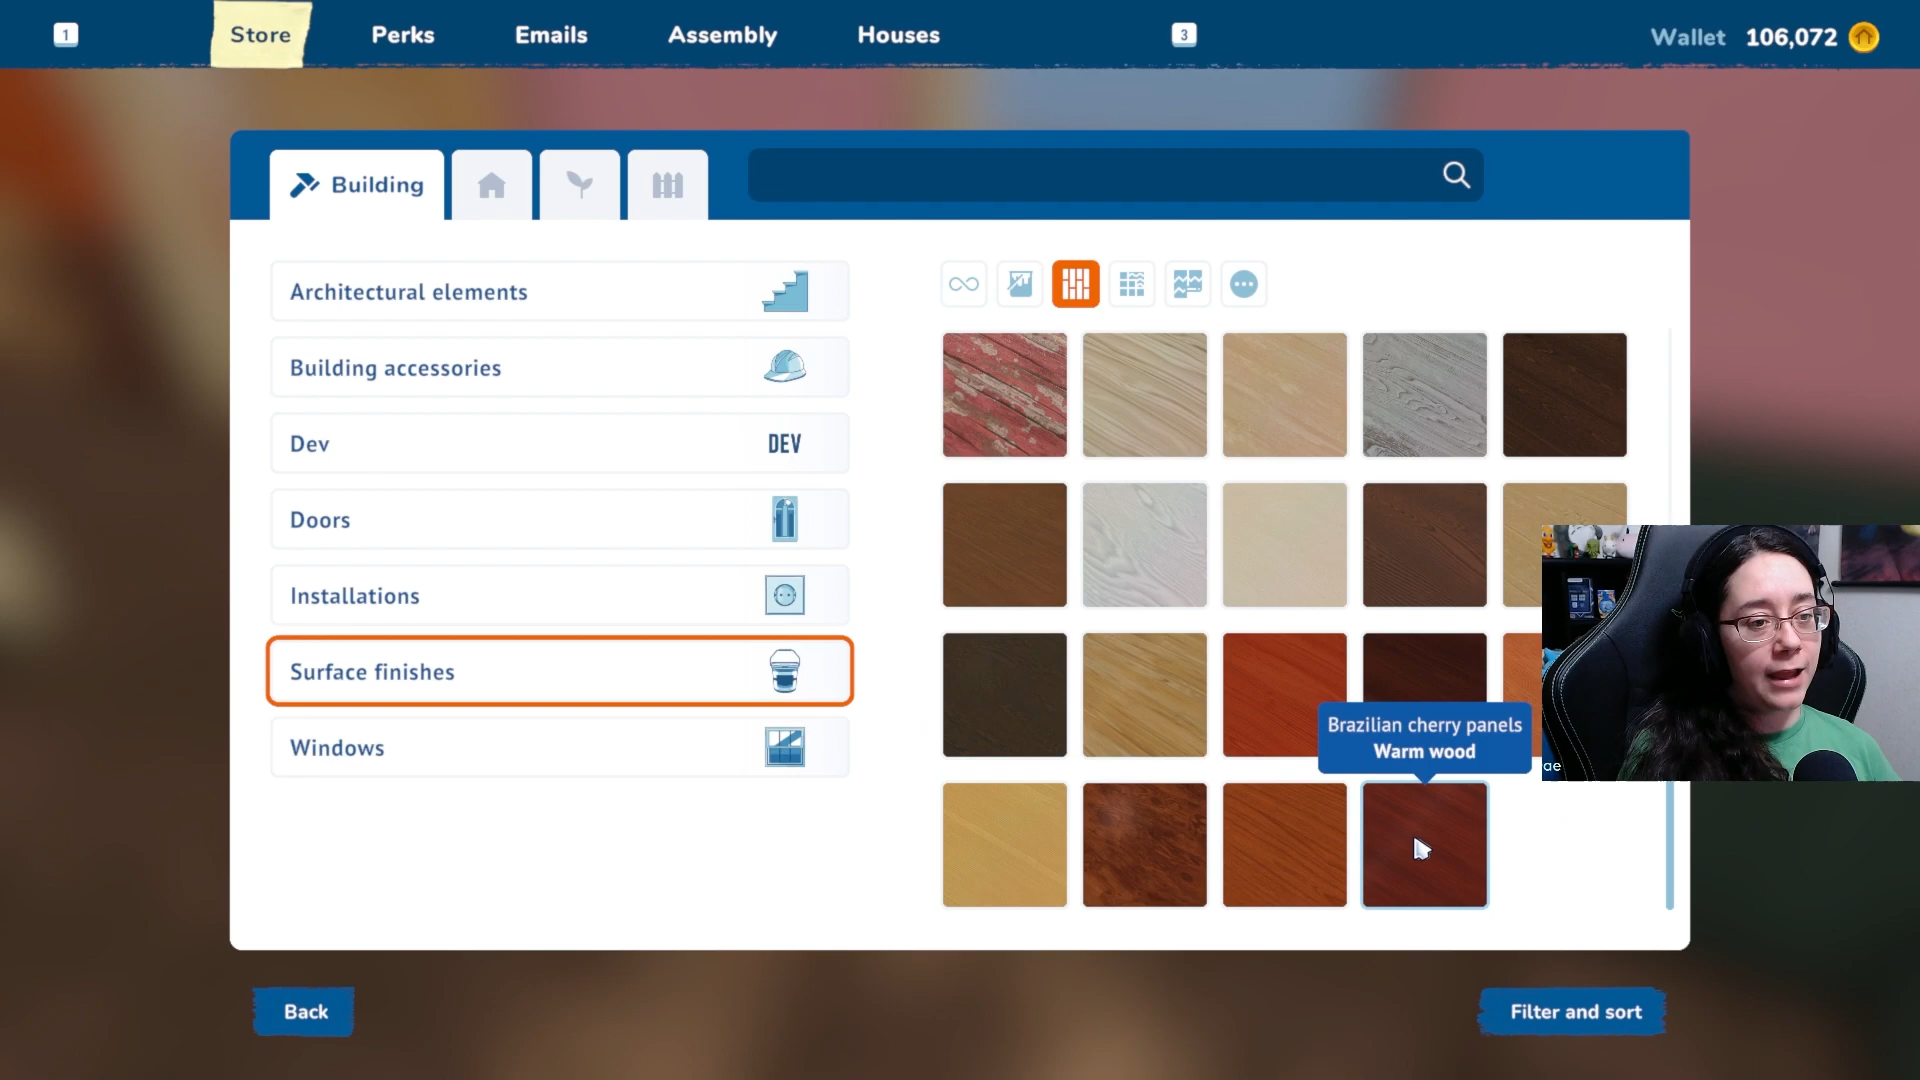 1
Store
Perks
Emails
Assembly
Houses
3
Wallet 106,072
Building
Architectural elements
Building accessories
Dev
DEV
Doors
Installations
Surface finishes
Windows
Brazilian cherry panels
Warm wood
ae
Back
Filter and sort